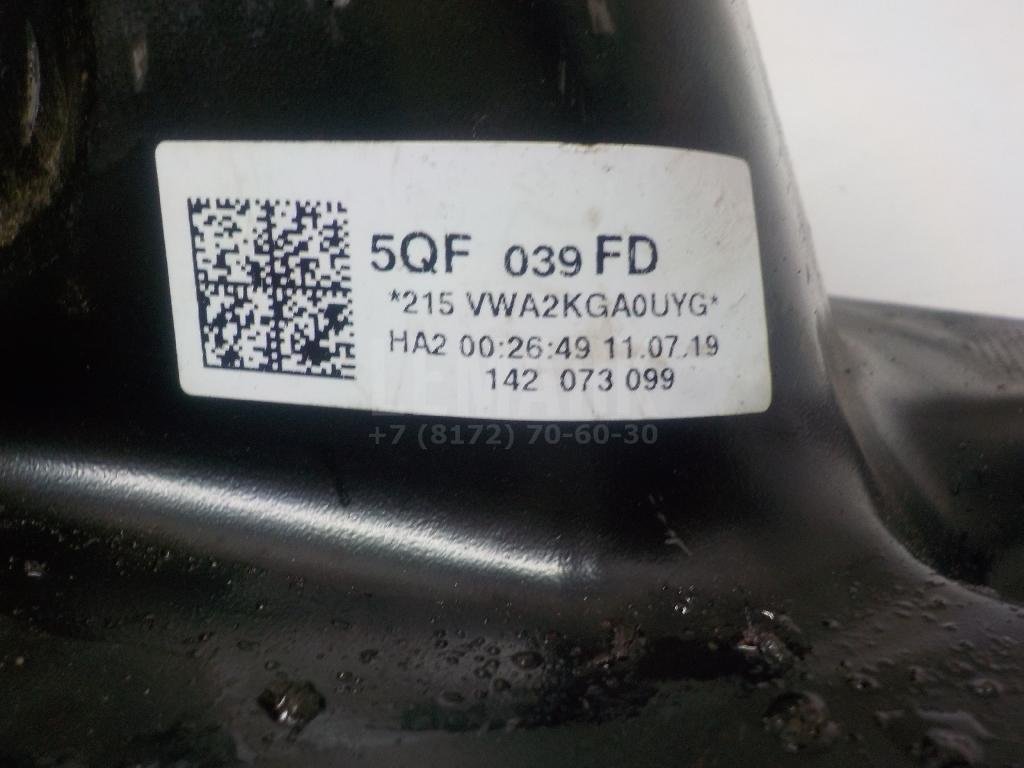 5QF 039 FD
*215 VWA2KGA0UYG*
HA2 00:26:49 11.07.19
142 073 099
+7 (8172) 70-60-30